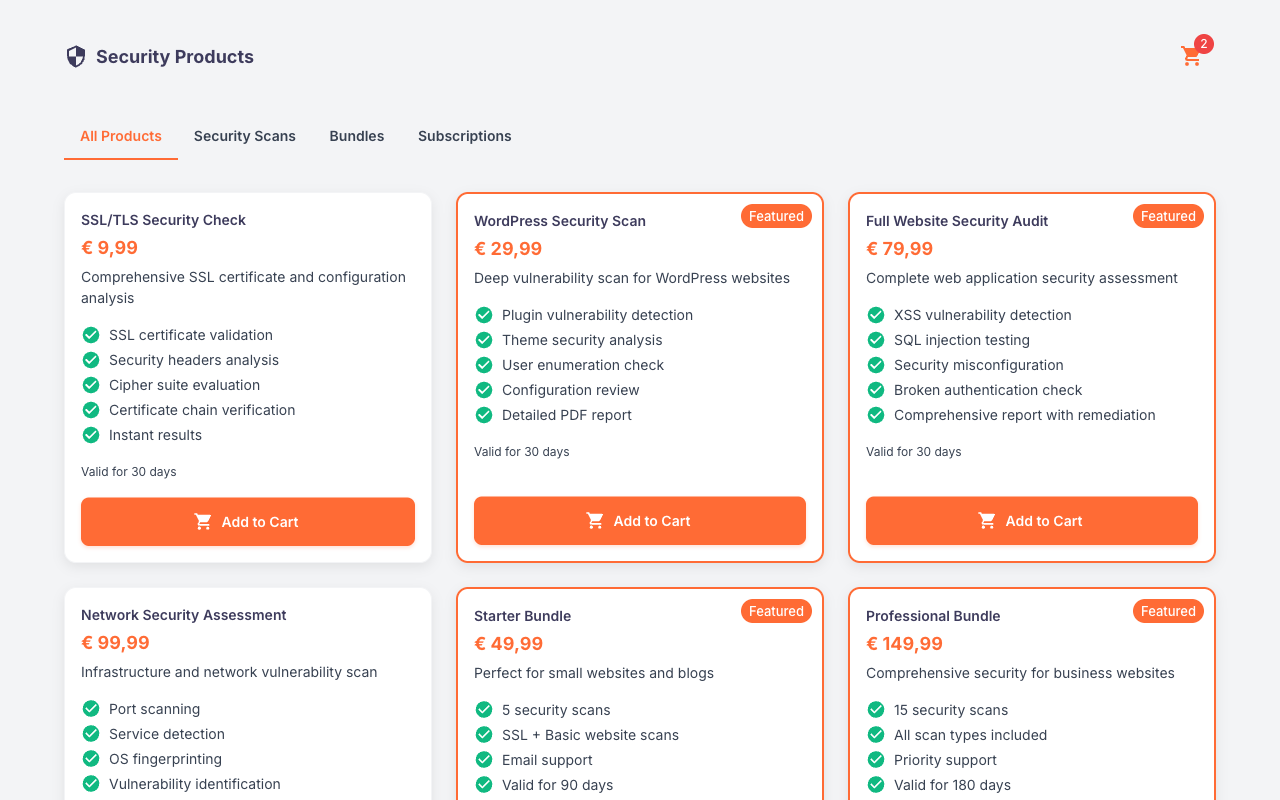 Security Products
2
All Products
Security Scans
Bundles
Subscriptions
SSL/TLS Security Check
€ 9,99
Comprehensive SSL certificate and configuration
analysis
SSL certificate validation
Security headers analysis
Cipher suite evaluation
Certificate chain verification
Instant results
Valid for 30 days
Add to Cart
Featured
WordPress Security Scan
€ 29,99
Deep vulnerability scan for WordPress websites
Plugin vulnerability detection
Theme security analysis
User enumeration check
Configuration review
Detailed PDF report
Valid for 30 days
Add to Cart
Featured
Full Website Security Audit
€ 79,99
Complete web application security assessment
XSS vulnerability detection
SQL injection testing
Security misconfiguration
Broken authentication check
Comprehensive report with remediation
Valid for 30 days
Add to Cart
Network Security Assessment
€ 99,99
Infrastructure and network vulnerability scan
Port scanning
Service detection
OS fingerprinting
Vulnerability identification
Featured
Starter Bundle
€ 49,99
Perfect for small websites and blogs
5 security scans
SSL + Basic website scans
Email support
Valid for 90 days
Featured
Professional Bundle
€ 149,99
Comprehensive security for business websites
15 security scans
All scan types included
Priority support
Valid for 180 days